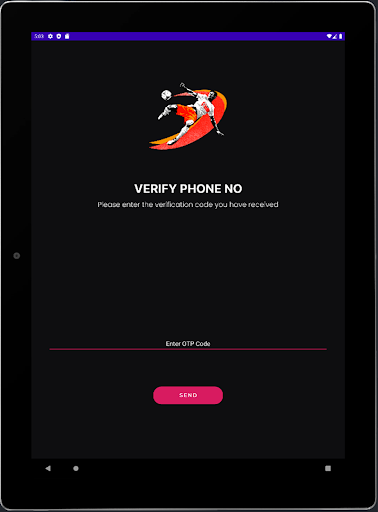 5:03
VERIFY PHONE NO
Please enter the verification code you have received
Enter OTP Code
SEND